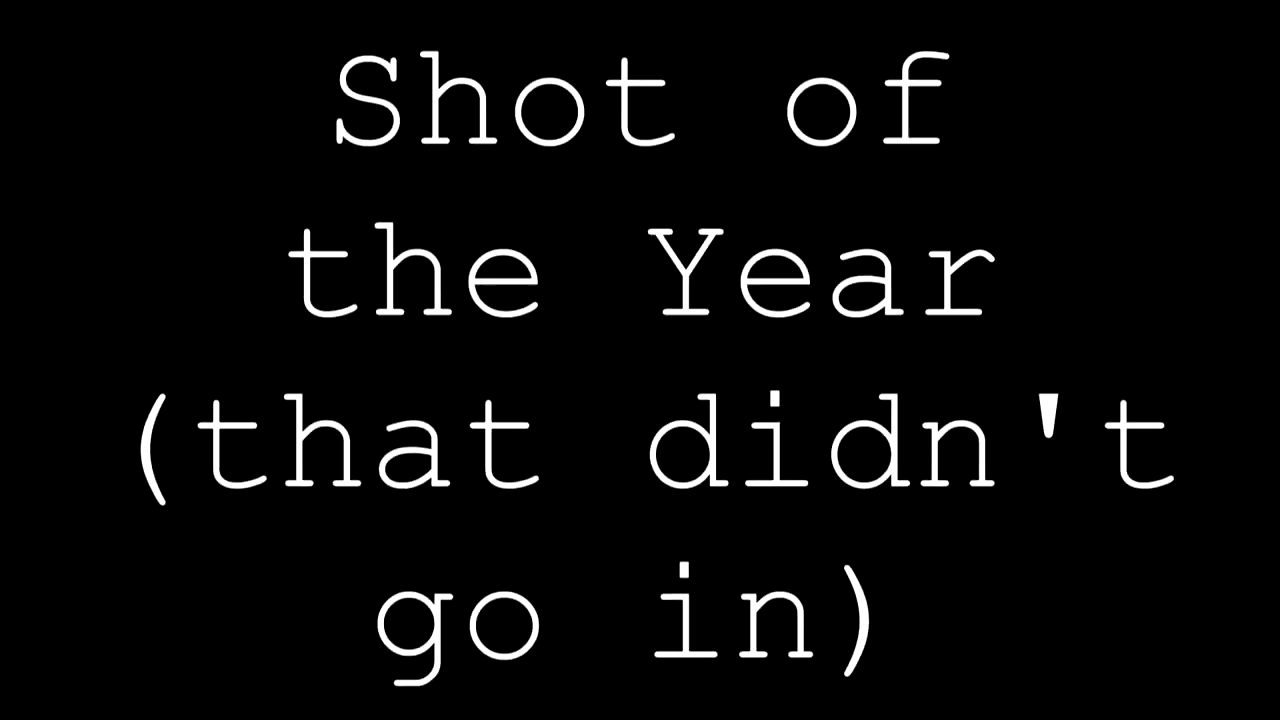 Shot of
the Year
(that didn't
go in)